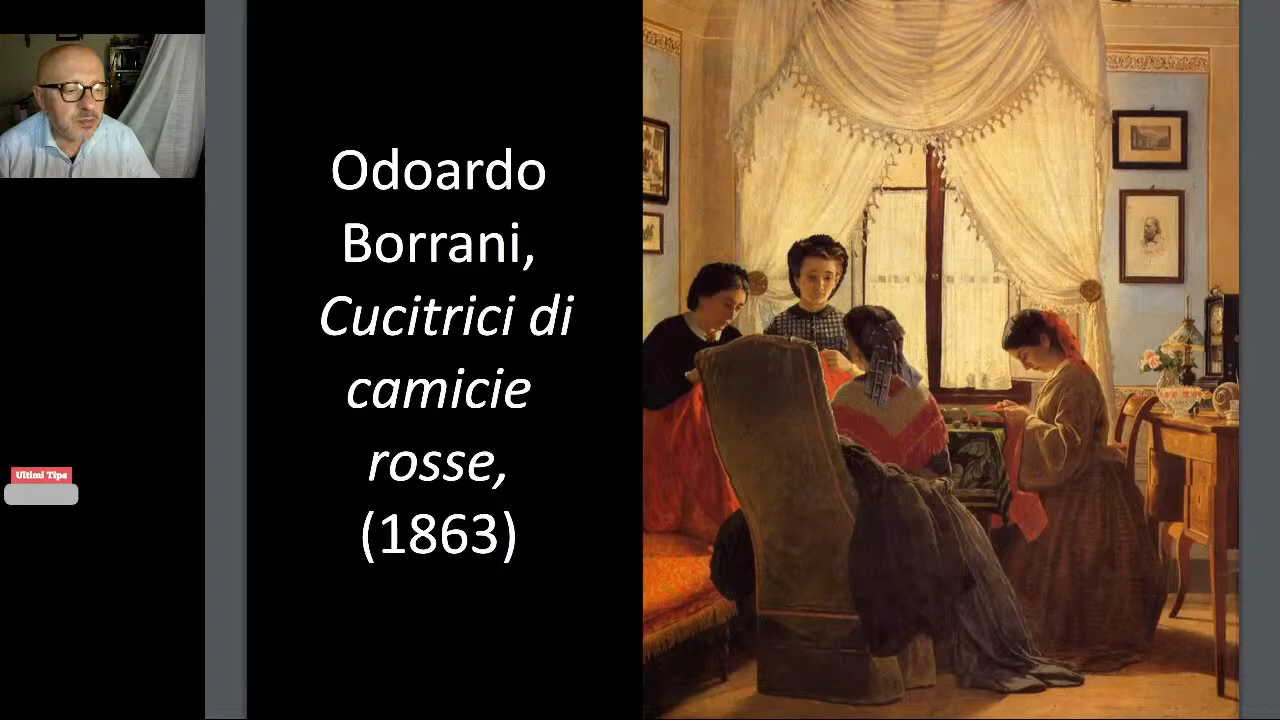 Odoardo
Borrani,
Cucitrici di
camicie
rosse,
(1863)
Ultimi Tips